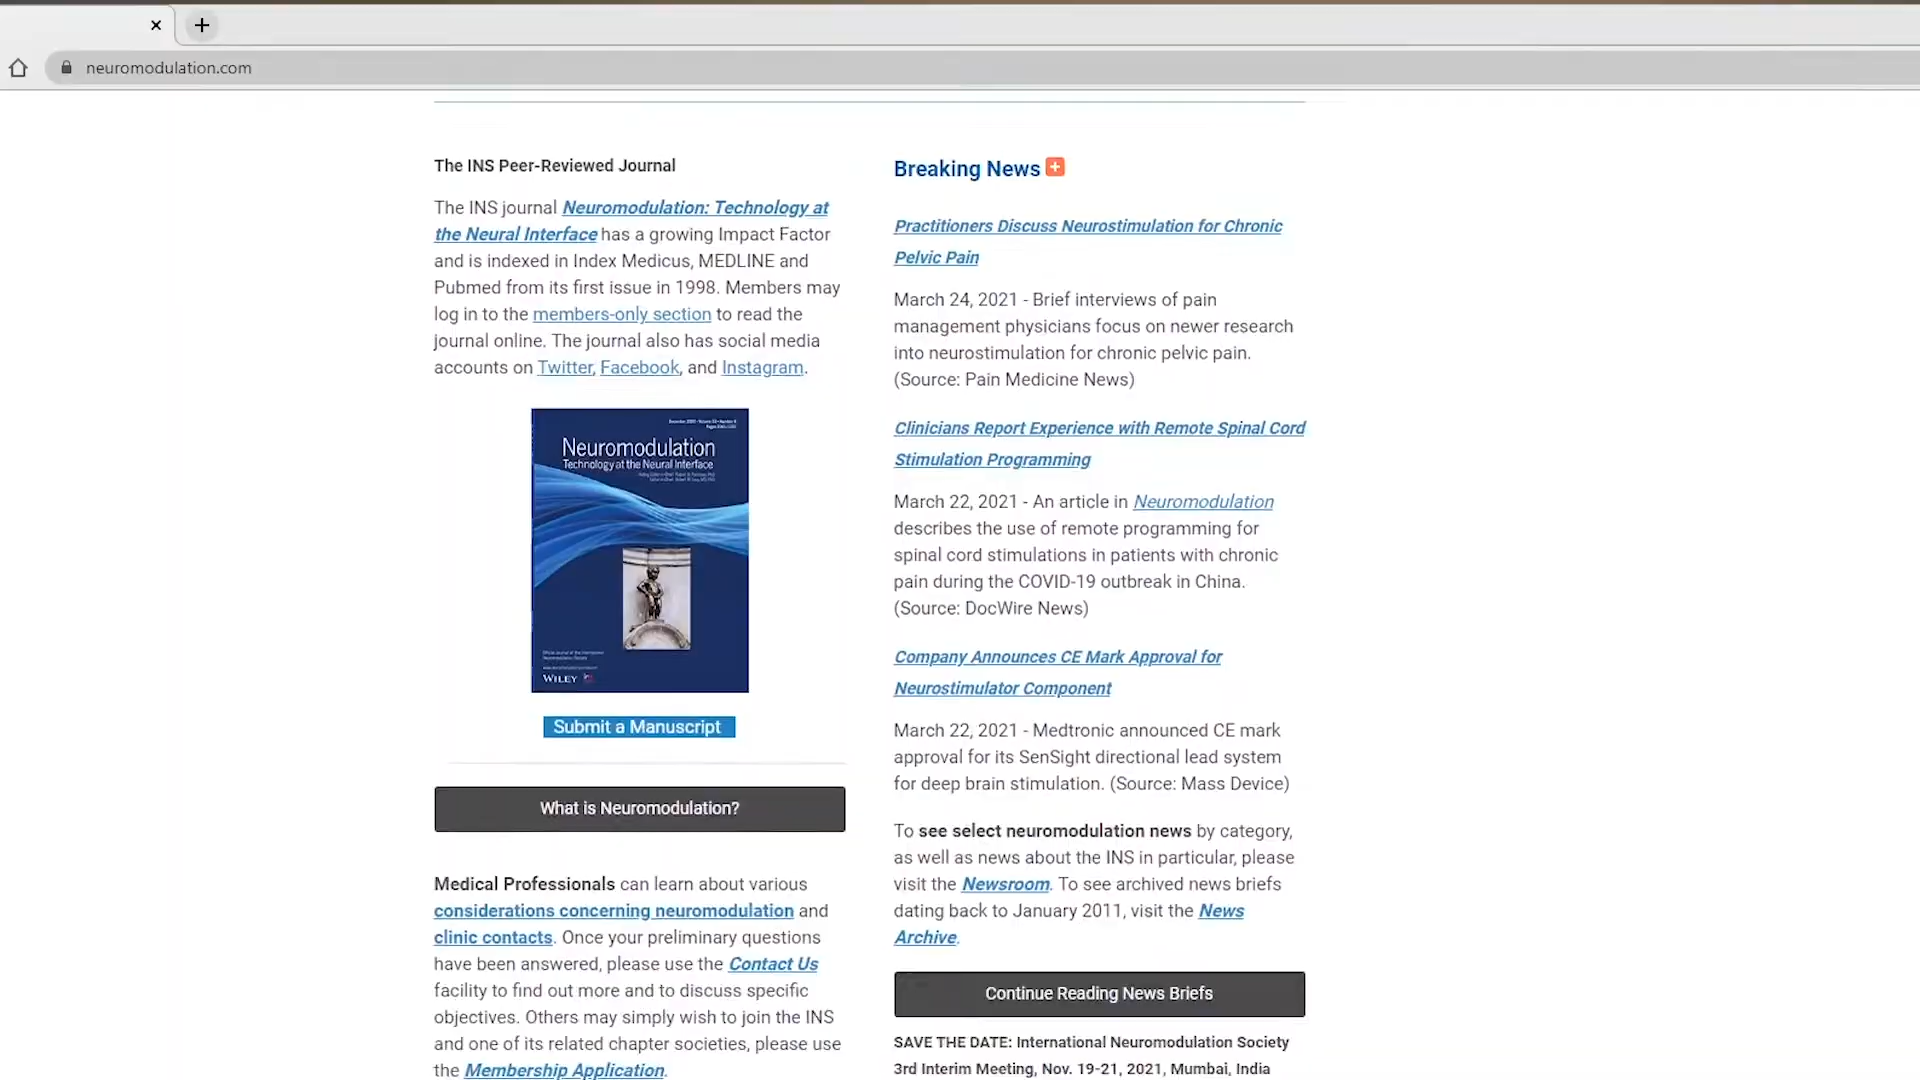 neuromodulation.com
The INS Peer-Reviewed Journal
The INS journal Neuromodulation: Technology at
the Neural Interface has a growing Impact Factor
and is indexed in Index Medicus, MEDLINE and
Pubmed from its first issue in 1998. Members may
log in to the members-only section to read the
journal online. The journal also has social media
accounts on Twitter, Facebook, and Instagram.
Neuromodulation
Technology at the Neural Interface
WILEY
Submit a Manuscript
What is Neuromodulation?
Medical Professionals can learn about various
considerations concerning neuromodulation and
clinic contacts. Once your preliminary questions
have been answered, please use the Contact Us
facility to find out more and to discuss specific
objectives. Others may simply wish to join the INS
and one of its related chapter societies, please use
the Membership Application.
Breaking News
Practitioners Discuss Neurostimulation for Chronic
Pelvic Pain
March 24, 2021 - Brief interviews of pain
management physicians focus on newer research
into neurostimulation for chronic pelvic pain.
(Source: Pain Medicine News)
Clinicians Report Experience with Remote Spinal Cord
Stimulation Programming
March 22, 2021 - An article in Neuromodulation
describes the use of remote programming for
spinal cord stimulations in patients with chronic
pain during the COVID-19 outbreak in China.
(Source: DocWire News)
Company Announces CE Mark Approval for
Neurostimulator Component
March 22, 2021 - Medtronic announced CE mark
approval for its SenSight directional lead system
for deep brain stimulation. (Source: Mass Device)
To see select neuromodulation news by category,
as well as news about the INS in particular, please
visit the Newsroom. To see archived news briefs
dating back to January 2011, visit the News
Archive.
Continue Reading News Briefs
SAVE THE DATE: International Neuromodulation Society
3rd Interim Meeting, Nov. 19-21, 2021, Mumbai, India